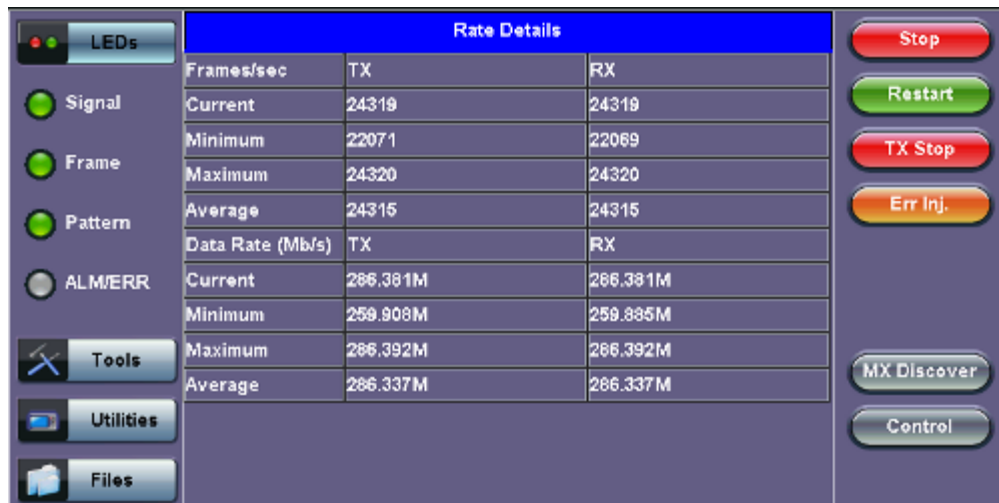 LEDs
Signal
Frame
Pattern
ALM/ERR
Tools
Utilities
Files
Rate Details
Frames/sec TX RX
Current 24319 24319
Minimum 22071 22069
Maximum 24320 24320
Average 24315 24315
Data Rate (Mb/s) TX RX
Current 286.381M 286.381M
Minimum 259.908M 259.885M
Maximum 286.392M 286.392M
Average 286.337M 286.337M
Stop
Restart
TX Stop
Err Inj.
MX Discover
Control